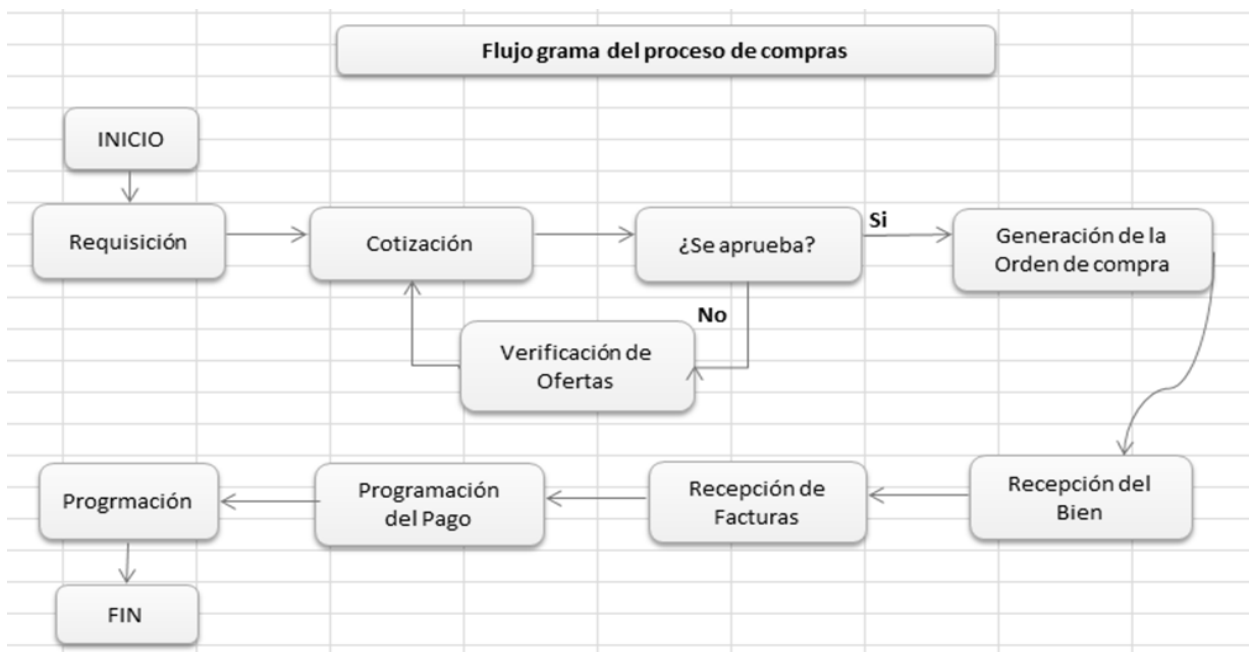 Flujo grama del proceso de compras
INICIO
Requisición
Cotización
¿Se aprueba?
Si
Generación de la
Orden de compra
No
Verificación de
Ofertas
Recepción del
Bien
Recepción de
Facturas
Programación
del Pago
Progrmación
FIN